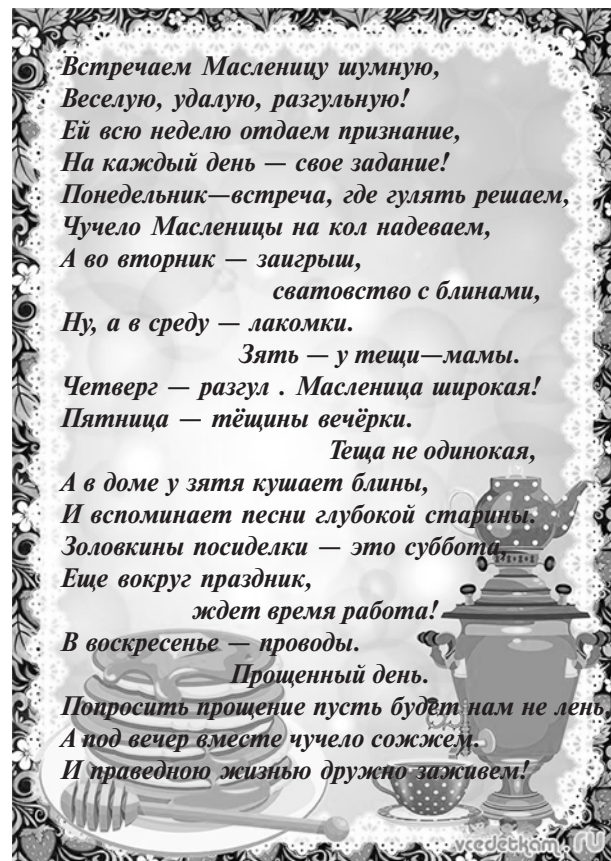 Встречаем Масленицу шумную,
Веселую, удалую, разгульную!
Ей всю неделю отдаем признание,
На каждый день — свое задание!
Понедельник—встреча, где гулять решаем,
Чучело Масленицы на кол надеваем,
А во вторник — заигрыш,
сватовство с блинами,
Ну, а в среду — лакомки.
Зять — у тещи—мамы.
Четверг — разгул . Масленица широкая!
Пятница — тёщины вечёрки.
Теща не одинокая,
А в доме у зятя кушает блины,
И вспоминает песни глубокой старины.
Золовкины посиделки — это суббота
Еще вокруг праздник,
ждет время работа!
В воскресенье — проводы.
Прощенный день.
Попросить прощение пусть будет нам не лень.
А под вечер вместе чучело сожжем.
И праведною жизнью дружно заживем!
vcedetkam.RU